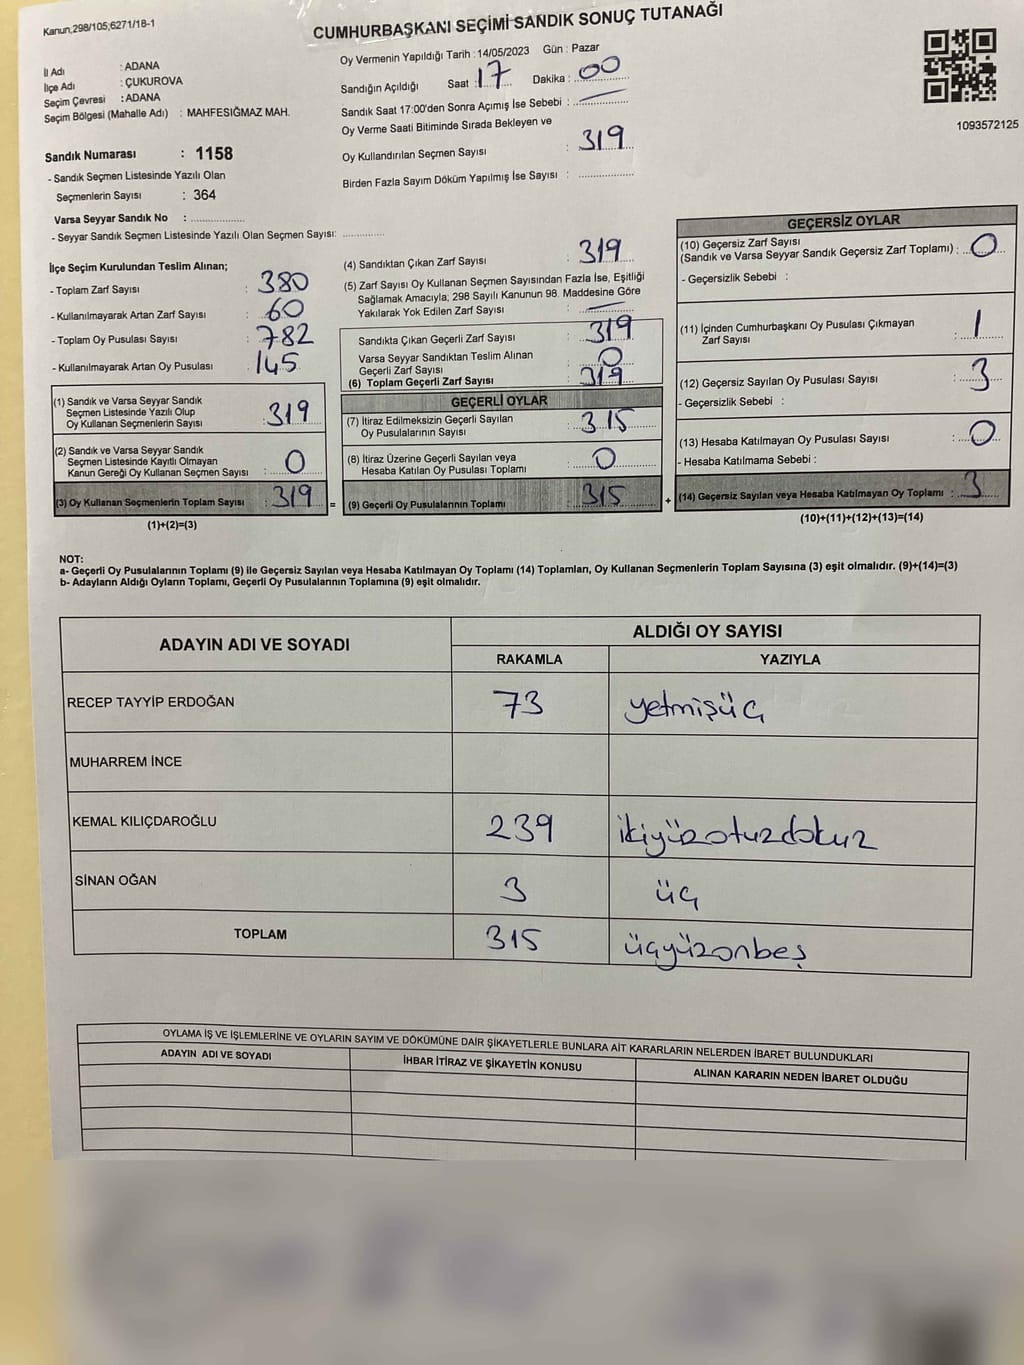 Kanun,298/105;6271/18-1
CUMHURBAŞKANI SEÇİMİ SANDIK SONUÇ TUTANAĞI
İl Adı : ADANA
İlçe Adı : ÇUKUROVA
Seçim Çevresi : ADANA
Seçim Bölgesi (Mahalle Adı) : MAHFESIĞMAZ MAH.
Oy Vermenin Yapıldığı Tarih : 14/05/2023 Gün : Pazar
Sandığın Açıldığı Saat : 17 Dakika : 00
Sandık Saat 17:00'den Sonra Açımış İse Sebebi :
Oy Verme Saati Bitiminde Sırada Bekleyen ve
Oy Kullandırılan Seçmen Sayısı : 319
Birden Fazla Sayım Döküm Yapılmış İse Sayısı :
1093572125
Sandık Numarası : 1158
- Sandık Seçmen Listesinde Yazılı Olan
Seçmenlerin Sayısı : 364
Varsa Seyyar Sandık No :
- Seyyar Sandık Seçmen Listesinde Yazılı Olan Seçmen Sayısı:
İlçe Seçim Kurulundan Teslim Alınan;
- Toplam Zarf Sayısı : 380
- Kullanılmayarak Artan Zarf Sayısı : 60
- Toplam Oy Pusulası Sayısı : 782
- Kullanılmayarak Artan Oy Pusulası : 145
(1) Sandık ve Varsa Seyyar Sandık
Seçmen Listesinde Yazılı Olup
Oy Kullanan Seçmenlerin Sayısı : 319
(2) Sandık ve Varsa Seyyar Sandık
Seçmen Listesinde Kayıtlı Olmayan
Kanun Gereği Oy Kullanan Seçmen Sayısı : 0
(3) Oy Kullanan Seçmenlerin Toplam Sayısı : 319 =
(1)+(2)=(3)
(4) Sandıktan Çıkan Zarf Sayısı : 319
(5) Zarf Sayısı Oy Kullanan Seçmen Sayısından Fazla İse, Eşitliği
Sağlamak Amacıyla; 298 Sayılı Kanunun 98. Maddesine Göre
Yakılarak Yok Edilen Zarf Sayısı :
Sandıkta Çıkan Geçerli Zarf Sayısı : 319
Varsa Seyyar Sandıktan Teslim Alınan
Geçerli Zarf Sayısı : 0
(6) Toplam Geçerli Zarf Sayısı : 319
GEÇERLİ OYLAR
(7) İtiraz Edilmeksizin Geçerli Sayılan
Oy Pusulalarının Sayısı : 315
(8) İtiraz Üzerine Geçerli Sayılan veya
Hesaba Katılan Oy Pusulası Toplamı : 0
(9) Geçerli Oy Pusulalarının Toplamı : 315 +
GEÇERSİZ OYLAR
(10) Geçersiz Zarf Sayısı
(Sandık ve Varsa Seyyar Sandık Geçersiz Zarf Toplamı) : 0
- Geçersizlik Sebebi :
(11) İçinden Cumhurbaşkanı Oy Pusulası Çıkmayan
Zarf Sayısı : 1
(12) Geçersiz Sayılan Oy Pusulası Sayısı : 3
- Geçersizlik Sebebi :
(13) Hesaba Katılmayan Oy Pusulası Sayısı : 0
- Hesaba Katılmama Sebebi :
(14) Geçersiz Sayılan veya Hesaba Katılmayan Oy Toplamı : 3
(10)+(11)+(12)+(13)=(14)
NOT:
a- Geçerli Oy Pusulalarının Toplamı (9) ile Geçersiz Sayılan veya Hesaba Katılmayan Oy Toplamı (14) Toplamları, Oy Kullanan Seçmenlerin Toplam Sayısına (3) eşit olmalıdır. (9)+(14)=(3)
b- Adayların Aldığı Oyların Toplamı, Geçerli Oy Pusulalarının Toplamına (9) eşit olmalıdır.
ADAYIN ADI VE SOYADI ALDIĞI OY SAYISI
RAKAMLA YAZIYLA
RECEP TAYYİP ERDOĞAN 73 yetmişüç
MUHARREM İNCE
KEMAL KILIÇDAROĞLU 239 ikiyüzotuzdokuz
SİNAN OĞAN 3 üç
TOPLAM 315 üçyüzonbeş
OYLAMA İŞ VE İŞLEMLERİNE VE OYLARIN SAYIM VE DÖKÜMÜNE DAİR ŞİKAYETLERLE BUNLARA AİT KARARLARIN NELERDEN İBARET BULUNDUKLARI
ADAYIN ADI VE SOYADI İHBAR İTİRAZ VE ŞİKAYETİN KONUSU ALINAN KARARIN NEDEN İBARET OLDUĞU